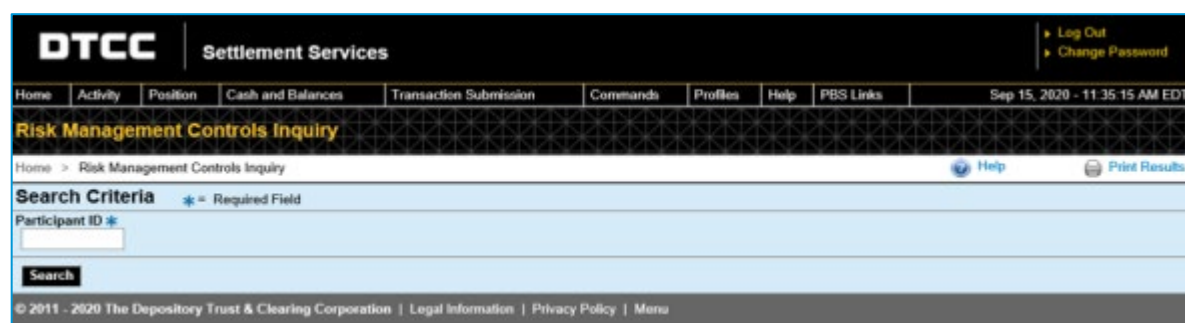 DTCC Settlement Services
Log Out
Change Password
Home Activity Position Cash and Balances Transaction Submission Commands Profiles Help PBS Links Sep 15, 2020 - 11:35:15 AM EDT
Risk Management Controls Inquiry
Home > Risk Management Controls Inquiry Help Print Results
Search Criteria * = Required Field
Participant ID *
Search
© 2011 - 2020 The Depository Trust & Clearing Corporation | Legal Information | Privacy Policy | Menu